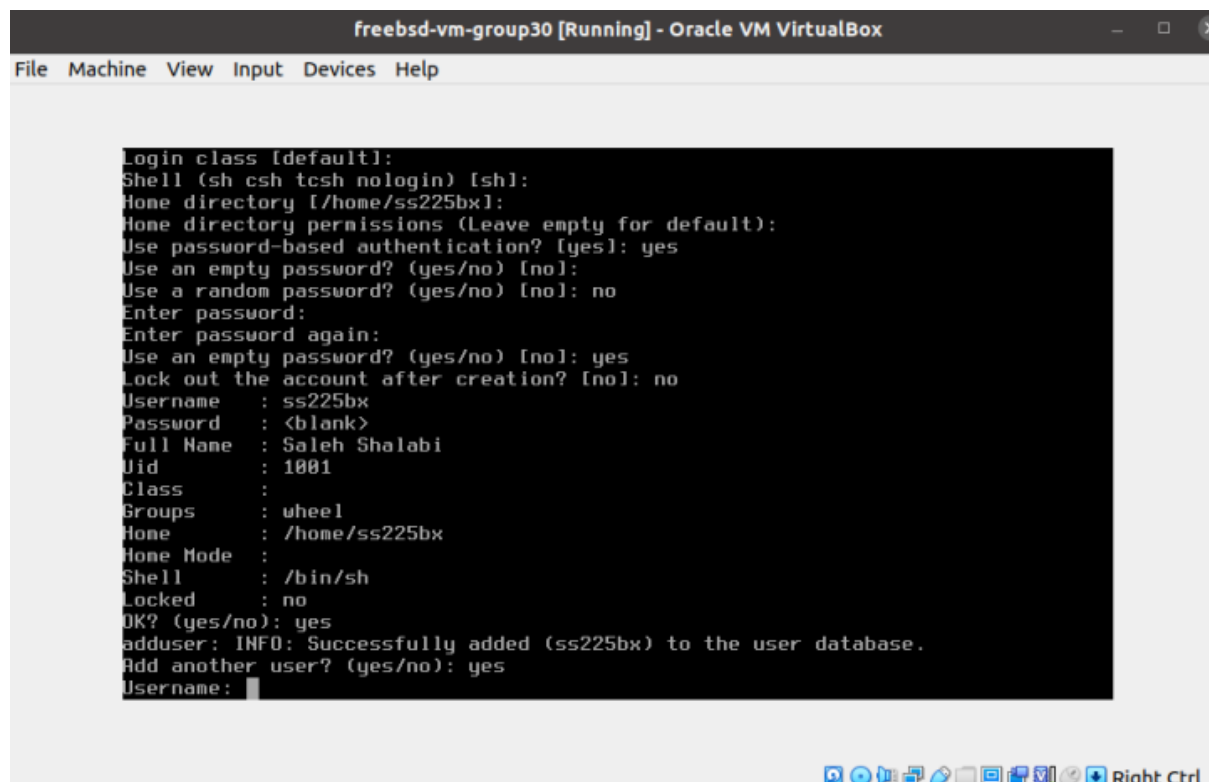 freebsd-vm-group30 [Running] - Oracle VM VirtualBox
File Machine View Input Devices Help
Login class [default]:
Shell (sh csh tcsh nologin) [sh]:
Home directory [/home/ss225bx]:
Home directory permissions (Leave empty for default):
Use password-based authentication? [yes]: yes
Use an empty password? (yes/no) [no]:
Use a random password? (yes/no) [no]: no
Enter password:
Enter password again:
Use an empty password? (yes/no) [no]: yes
Lock out the account after creation? [no]: no
Username : ss225bx
Password : <blank>
Full Name : Saleh Shalabi
Uid : 1001
Class :
Groups : wheel
Home : /home/ss225bx
Home Mode :
Shell : /bin/sh
Locked : no
OK? (yes/no): yes
adduser: INFO: Successfully added (ss225bx) to the user database.
Add another user? (yes/no): yes
Username:
Right Ctrl